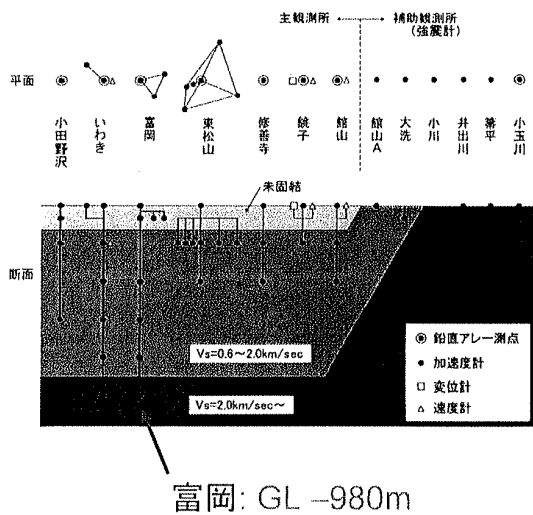 主観測所
補助観測所
(強震計)
平面
小田野沢
いわき
富岡
東松山
修善寺
銚子
館山
館山A
大洗
小川
井出川
小玉川
未固結
断面
Vs=0.6～2.0km/sec
Vs=2.0km/sec～
鉛直アレー測点
加速度計
変位計
速度計
富岡: GL –980m